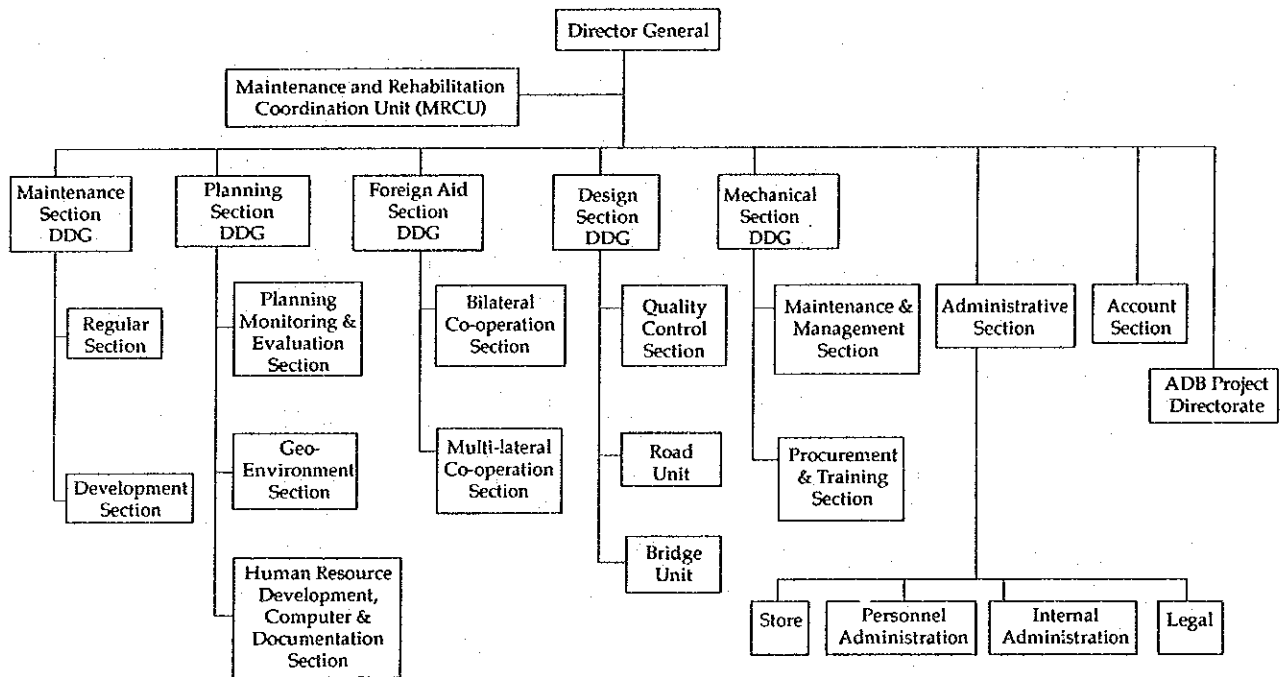 Director General
Maintenance and Rehabilitation
Coordination Unit (MRCU)
Maintenance
Section
DDG
Planning
Section
DDG
Foreign Aid
Section
DDG
Design
Section
DDG
Mechanical
Section
DDG
Regular
Section
Development
Section
Planning
Monitoring &
Evaluation
Section
Geo-
Environment
Section
Human Resource
Development,
Computer &
Documentation
Section
Bilateral
Co-operation
Section
Multi-lateral
Co-operation
Section
Quality
Control
Section
Road
Unit
Bridge
Unit
Maintenance &
Management
Section
Procurement
& Training
Section
Administrative
Section
Account
Section
ADB Project
Directorate
Store
Personnel
Administration
Internal
Administration
Legal